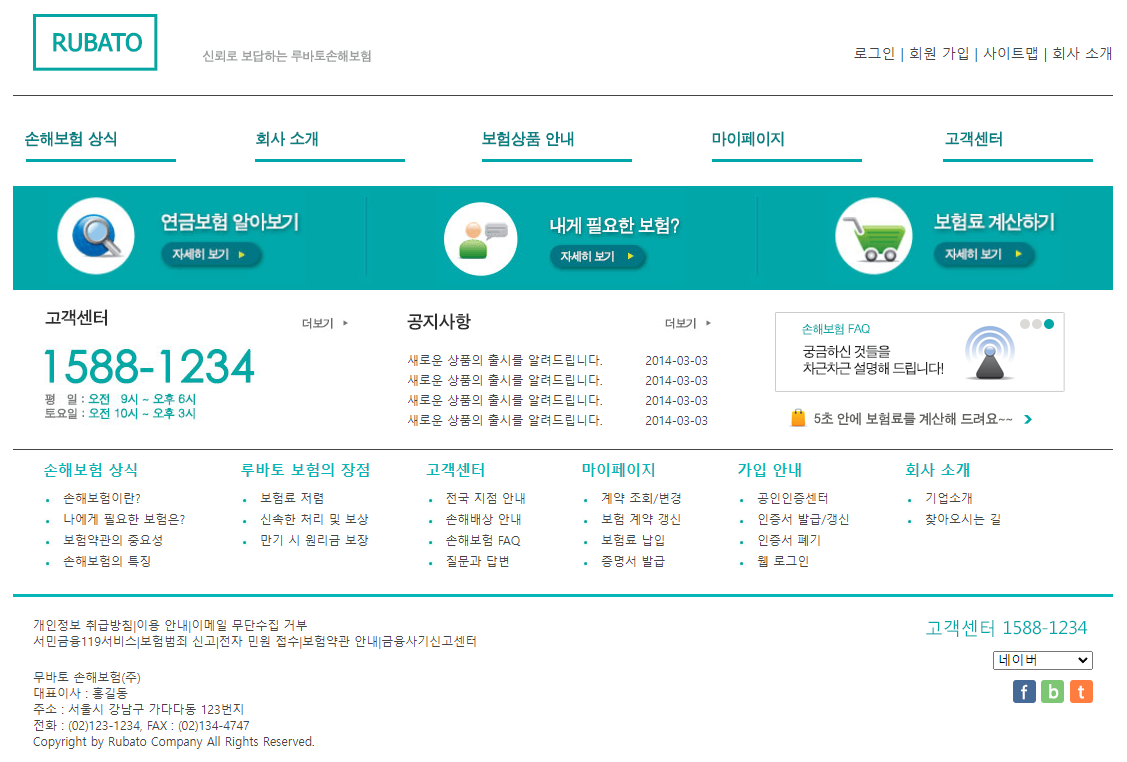 RUBATO
신뢰로 보답하는 루바토손해보험
로그인 | 회원 가입 | 사이트맵 | 회사 소개
손해보험 상식
회사 소개
보험상품 안내
마이페이지
고객센터
연금보험 알아보기
자세히 보기
내게 필요한 보험?
자세히 보기
보험료 계산하기
자세히 보기
고객센터
더보기
1588-1234
평 일 : 오전 9시 ~ 오후 6시
토요일 : 오전 10시 ~ 오후 3시
공지사항
더보기
새로운 상품의 출시를 알려드립니다. 2014-03-03
새로운 상품의 출시를 알려드립니다. 2014-03-03
새로운 상품의 출시를 알려드립니다. 2014-03-03
새로운 상품의 출시를 알려드립니다. 2014-03-03
손해보험 FAQ
궁금하신 것들을
차근차근 설명해 드립니다!
5초 안에 보험료를 계산해 드려요~~
손해보험 상식
손해보험이란?
나에게 필요한 보험은?
보험약관의 중요성
손해보험의 특징
루바토 보험의 장점
보험료 저렴
신속한 처리 및 보상
만기 시 원리금 보장
고객센터
전국 지점 안내
손해배상 안내
손해보험 FAQ
질문과 답변
마이페이지
계약 조회/변경
보험 계약 갱신
보험료 납입
증명서 발급
가입 안내
공인인증센터
인증서 발급/갱신
인증서 폐기
웹 로그인
회사 소개
기업소개
찾아오시는 길
개인정보 취급방침|이용 안내|이메일 무단수집 거부
서민금융119서비스|보험범죄 신고|전자 민원 접수|보험약관 안내|금융사기신고센터
무바토 손해보험(주)
대표이사 : 홍길동
주소 : 서울시 강남구 가다다동 123번지
전화 : (02)123-1234, FAX : (02)134-4747
Copyright by Rubato Company All Rights Reserved.
고객센터 1588-1234
네이버
f b t